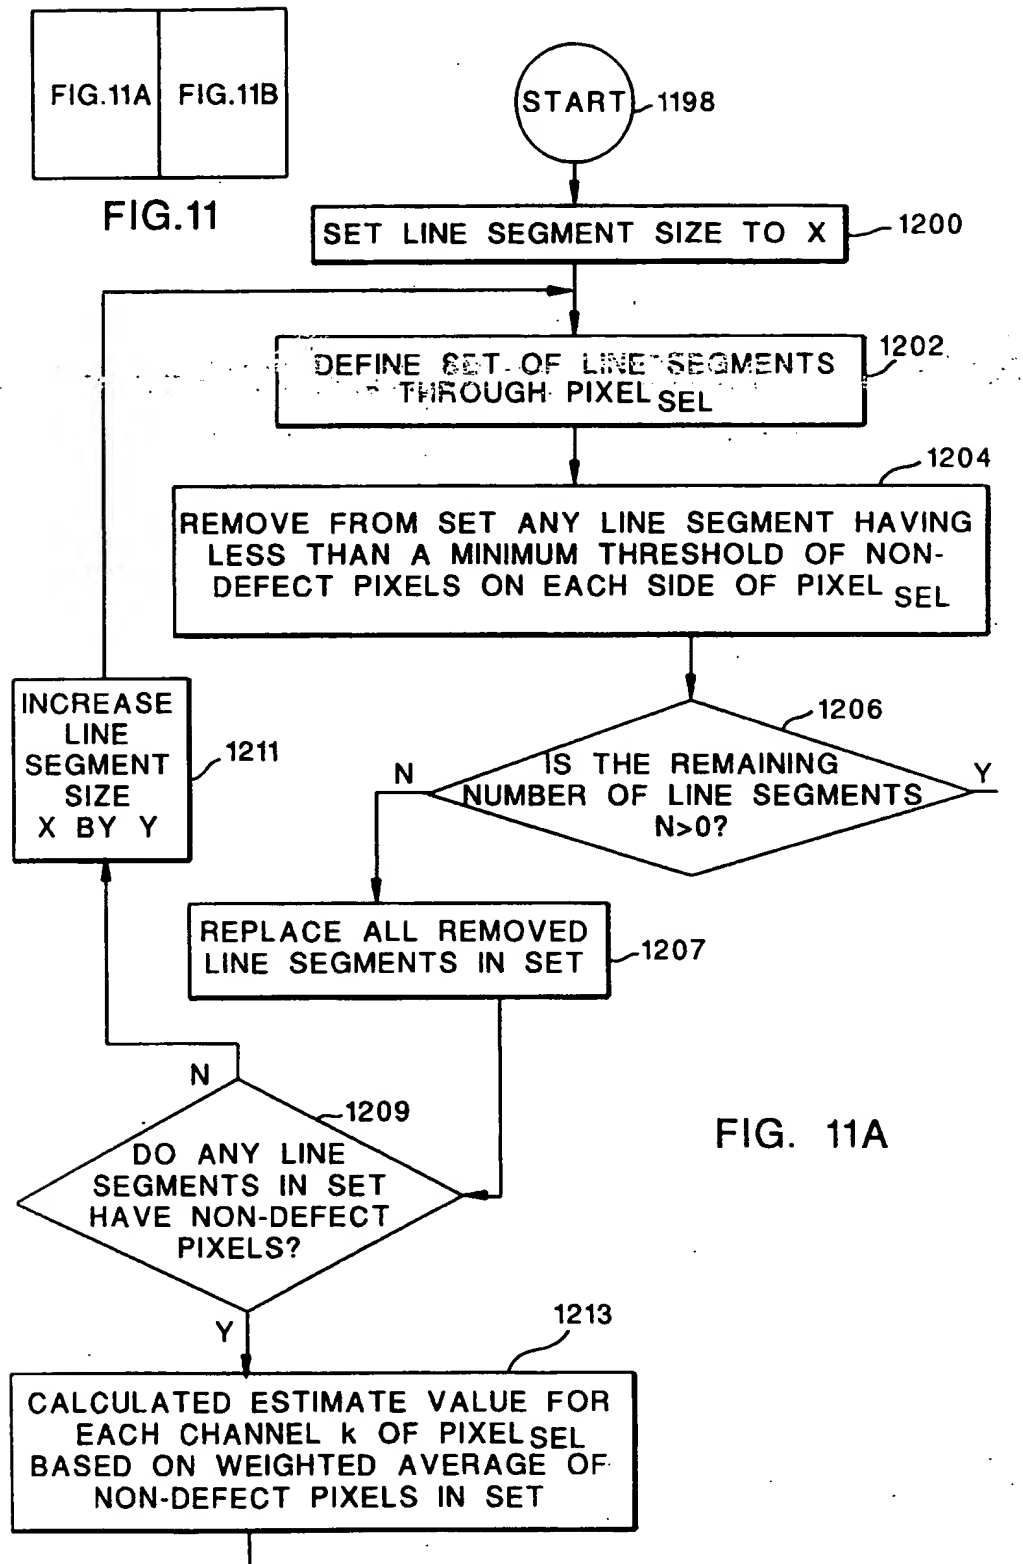 FIG.11A FIG.11B
FIG.11
START
1198
SET LINE SEGMENT SIZE TO X
1200
DEFINE SET OF LINE SEGMENTS
THROUGH PIXEL SEL
1202
REMOVE FROM SET ANY LINE SEGMENT HAVING
LESS THAN A MINIMUM THRESHOLD OF NON-
DEFECT PIXELS ON EACH SIDE OF PIXEL SEL
1204
IS THE REMAINING
NUMBER OF LINE SEGMENTS
N>0?
1206
N
Y
INCREASE
LINE
SEGMENT
SIZE
X BY Y
1211
REPLACE ALL REMOVED
LINE SEGMENTS IN SET
1207
N
DO ANY LINE
SEGMENTS IN SET
HAVE NON-DEFECT
PIXELS?
1209
FIG. 11A
Y
1213
CALCULATED ESTIMATE VALUE FOR
EACH CHANNEL k OF PIXEL SEL
BASED ON WEIGHTED AVERAGE OF
NON-DEFECT PIXELS IN SET